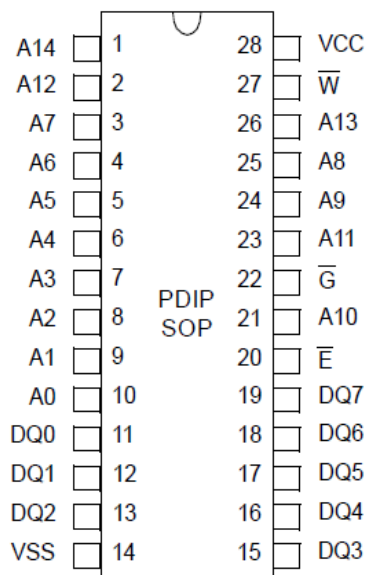 A14 1 28 VCC
A12 2 27 W̅
A7 3 26 A13
A6 4 25 A8
A5 5 24 A9
A4 6 23 A11
A3 7 22 G̅
PDIP
A2 8 21 A10
SOP
A1 9 20 E̅
A0 10 19 DQ7
DQ0 11 18 DQ6
DQ1 12 17 DQ5
DQ2 13 16 DQ4
VSS 14 15 DQ3